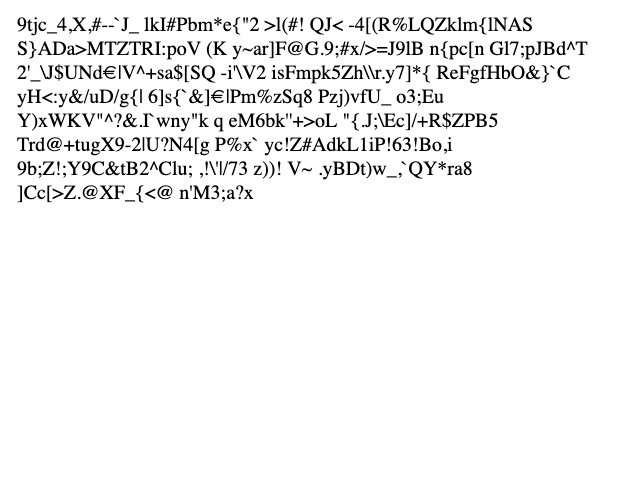 9tjc_4,X,#--`J_ lkI#Pbm*e{"2 >l(#! QJ< -4[(R%LQZklm{lNAS
S}ADa>MTZTRI:poV (K y~ar]F@G.9;#x/>=J9lB n{pc[n Gl7;pJBd^T
2'_\J$UNd€|V^+sa$[SQ -i'\V2 isFmpk5Zh\\r.y7]*{ ReFgfHbO&}`C
yH<:y&/uD/g{| 6]s{`&]€|Pm%zSq8 Pzj)vfU_ o3;Eu
Y)xWKV"^?&.I`wny"k q eM6bk"+>oL "{.J;\Ec]/+R$ZPB5
Trd@+tugX9-2|U?N4[g P%x` yc!Z#AdkL1iP!63!Bo,i
9b;Z!;Y9C&tB2^Clu; ,!\'|/73 z))! V~ .yBDt)w_,`QY*ra8
]Cc[>Z.@XF_{<@ n'M3;a?x